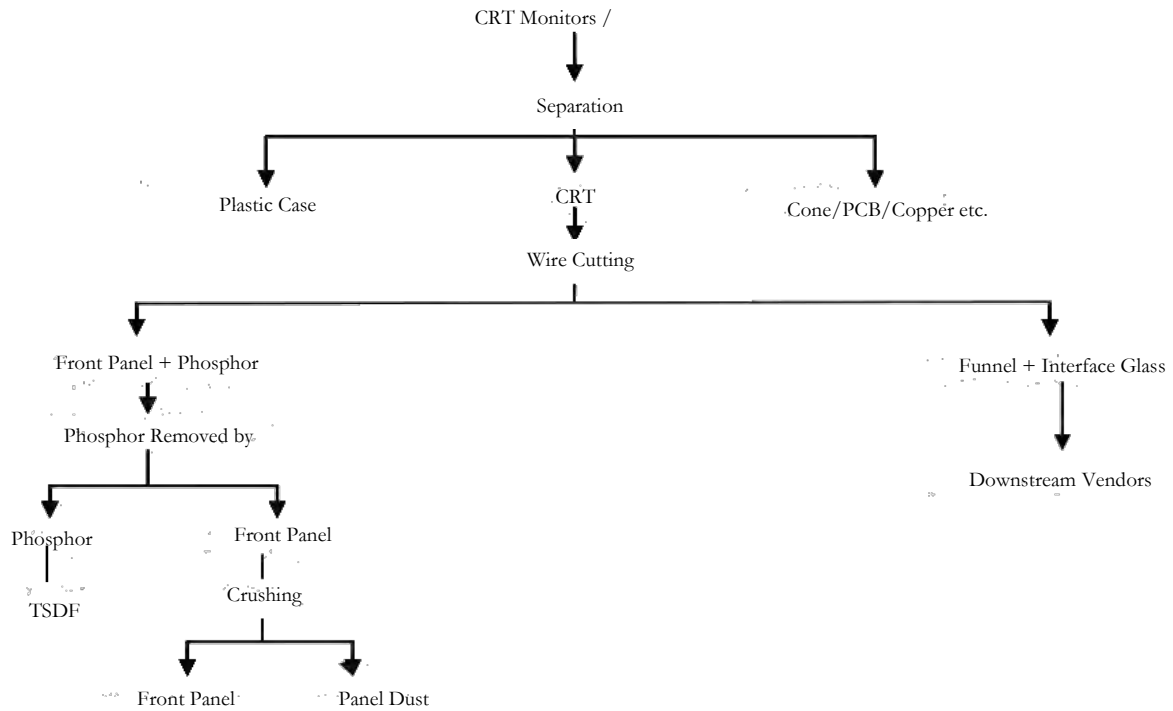 CRT Monitors /
Separation
Plastic Case
CRT
Cone/PCB/Copper etc.
Wire Cutting
Front Panel + Phosphor
Funnel + Interface Glass
Phosphor Removed by
Downstream Vendors
Phosphor
Front Panel
TSDF
Crushing
Front Panel
Panel Dust